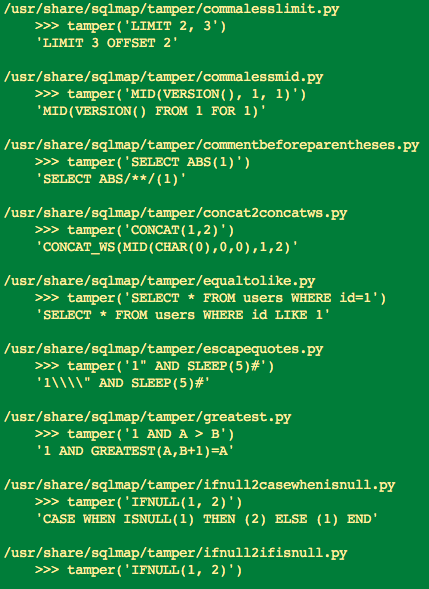 /usr/share/sqlmap/tamper/commalesslimit.py
>>> tamper('LIMIT 2, 3')
'LIMIT 3 OFFSET 2'
/usr/share/sqlmap/tamper/commalessmid.py
>>> tamper('MID(VERSION(), 1, 1)')
'MID(VERSION() FROM 1 FOR 1)'
/usr/share/sqlmap/tamper/commentbeforeparentheses.py
>>> tamper('SELECT ABS(1)')
'SELECT ABS/**/(1)'
/usr/share/sqlmap/tamper/concat2concatws.py
>>> tamper('CONCAT(1,2)')
'CONCAT_WS(MID(CHAR(0),0,0),1,2)'
/usr/share/sqlmap/tamper/equaltolike.py
>>> tamper('SELECT * FROM users WHERE id=1')
'SELECT * FROM users WHERE id LIKE 1'
/usr/share/sqlmap/tamper/escapequotes.py
>>> tamper('1" AND SLEEP(5)#')
'1\\\\" AND SLEEP(5)#'
/usr/share/sqlmap/tamper/greatest.py
>>> tamper('1 AND A > B')
'1 AND GREATEST(A,B+1)=A'
/usr/share/sqlmap/tamper/ifnull2casewhenisnull.py
>>> tamper('IFNULL(1, 2)')
'CASE WHEN ISNULL(1) THEN (2) ELSE (1) END'
/usr/share/sqlmap/tamper/ifnull2ifisnull.py
>>> tamper('IFNULL(1, 2)')